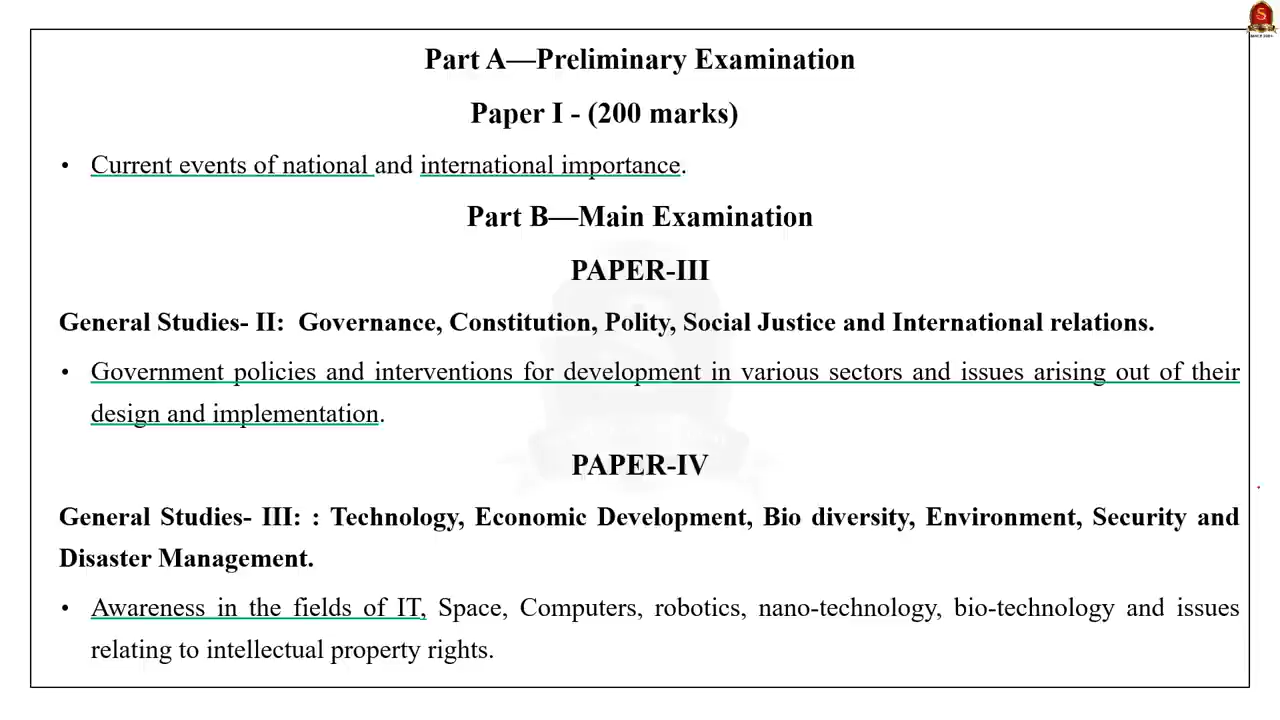 Part A—Preliminary Examination
Paper I - (200 marks)
• Current events of national and international importance.
Part B—Main Examination
PAPER-III
General Studies- II:  Governance, Constitution, Polity, Social Justice and International relations.
• Government policies and interventions for development in various sectors and issues arising out of their
design and implementation.
PAPER-IV
General Studies- III: : Technology, Economic Development, Bio diversity, Environment, Security and
Disaster Management.
• Awareness in the fields of IT, Space, Computers, robotics, nano-technology, bio-technology and issues
relating to intellectual property rights.